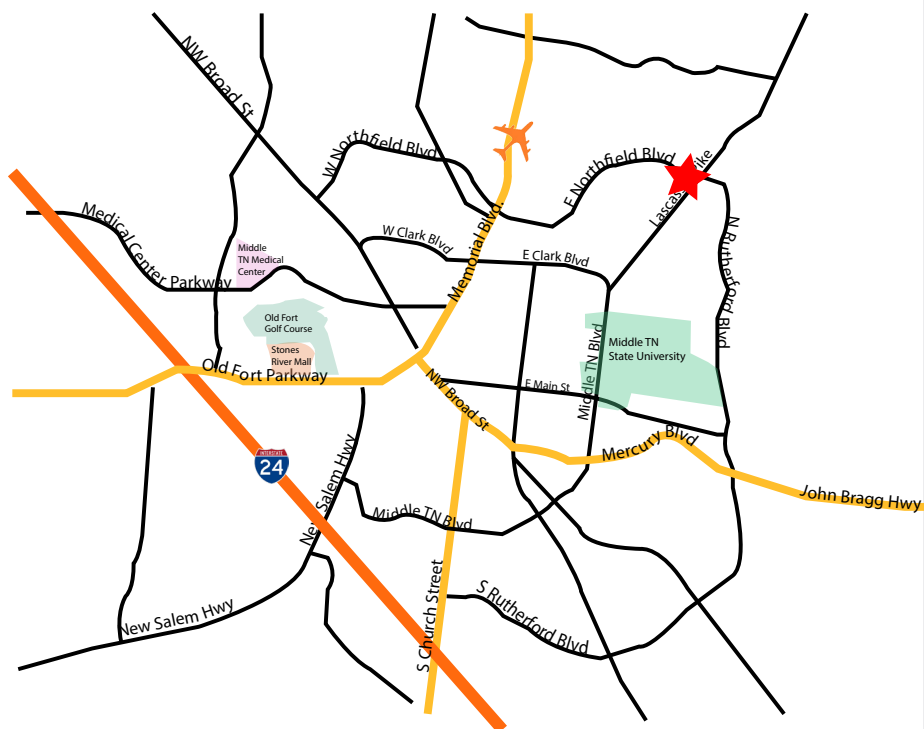 NW Broad St
W Northfield Blvd
E Northfield Blvd
Lascas
ike
Medical Center Parkway
Middle
TN Medical
Center
W Clark Blvd
E Clark Blvd
Memorial Blvd.
N Rutherford Blvd
Old Fort
Golf Course
Stones
River Mall
Old Fort Parkway
Middle TN Blvd
Middle TN
State University
E Main St
NW Broad St
Mercury Blvd
John Bragg Hwy
INTERSTATE
24
New Salem Hwy
Middle TN Blvd
S Church Street
S Rutherford Blvd
New Salem Hwy